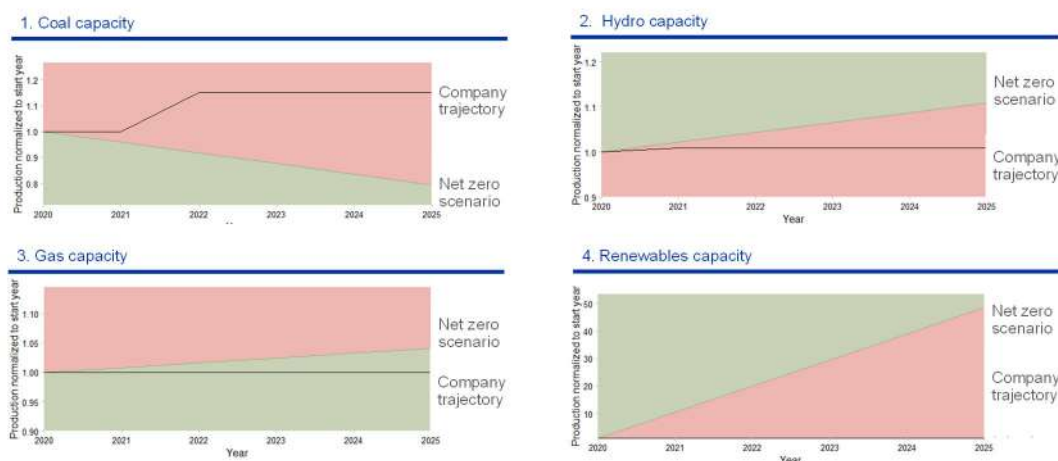 1. Coal capacity
Production normalized to start year
1.2
1.1
1.0
0.9
0.8
2020 2021 2022 2023 2024 2025
Company
trajectory
Net zero
scenario
2. Hydro capacity
Production normalized to start year
1.2
1.1
1.0
0.9
2020 2021 2022 2023 2024 2025
Year
Net zero
scenario
Company
trajectory
3. Gas capacity
Production normalized to start year
1.10
1.05
1.00
0.95
0.90
2020 2021 2022 2023 2024 2025
Year
Net zero
scenario
Company
trajectory
4. Renewables capacity
Production normalized to start year
50
40
30
20
10
2020 2021 2022 2023 2024 2025
Year
Net zero
scenario
Company
trajectory